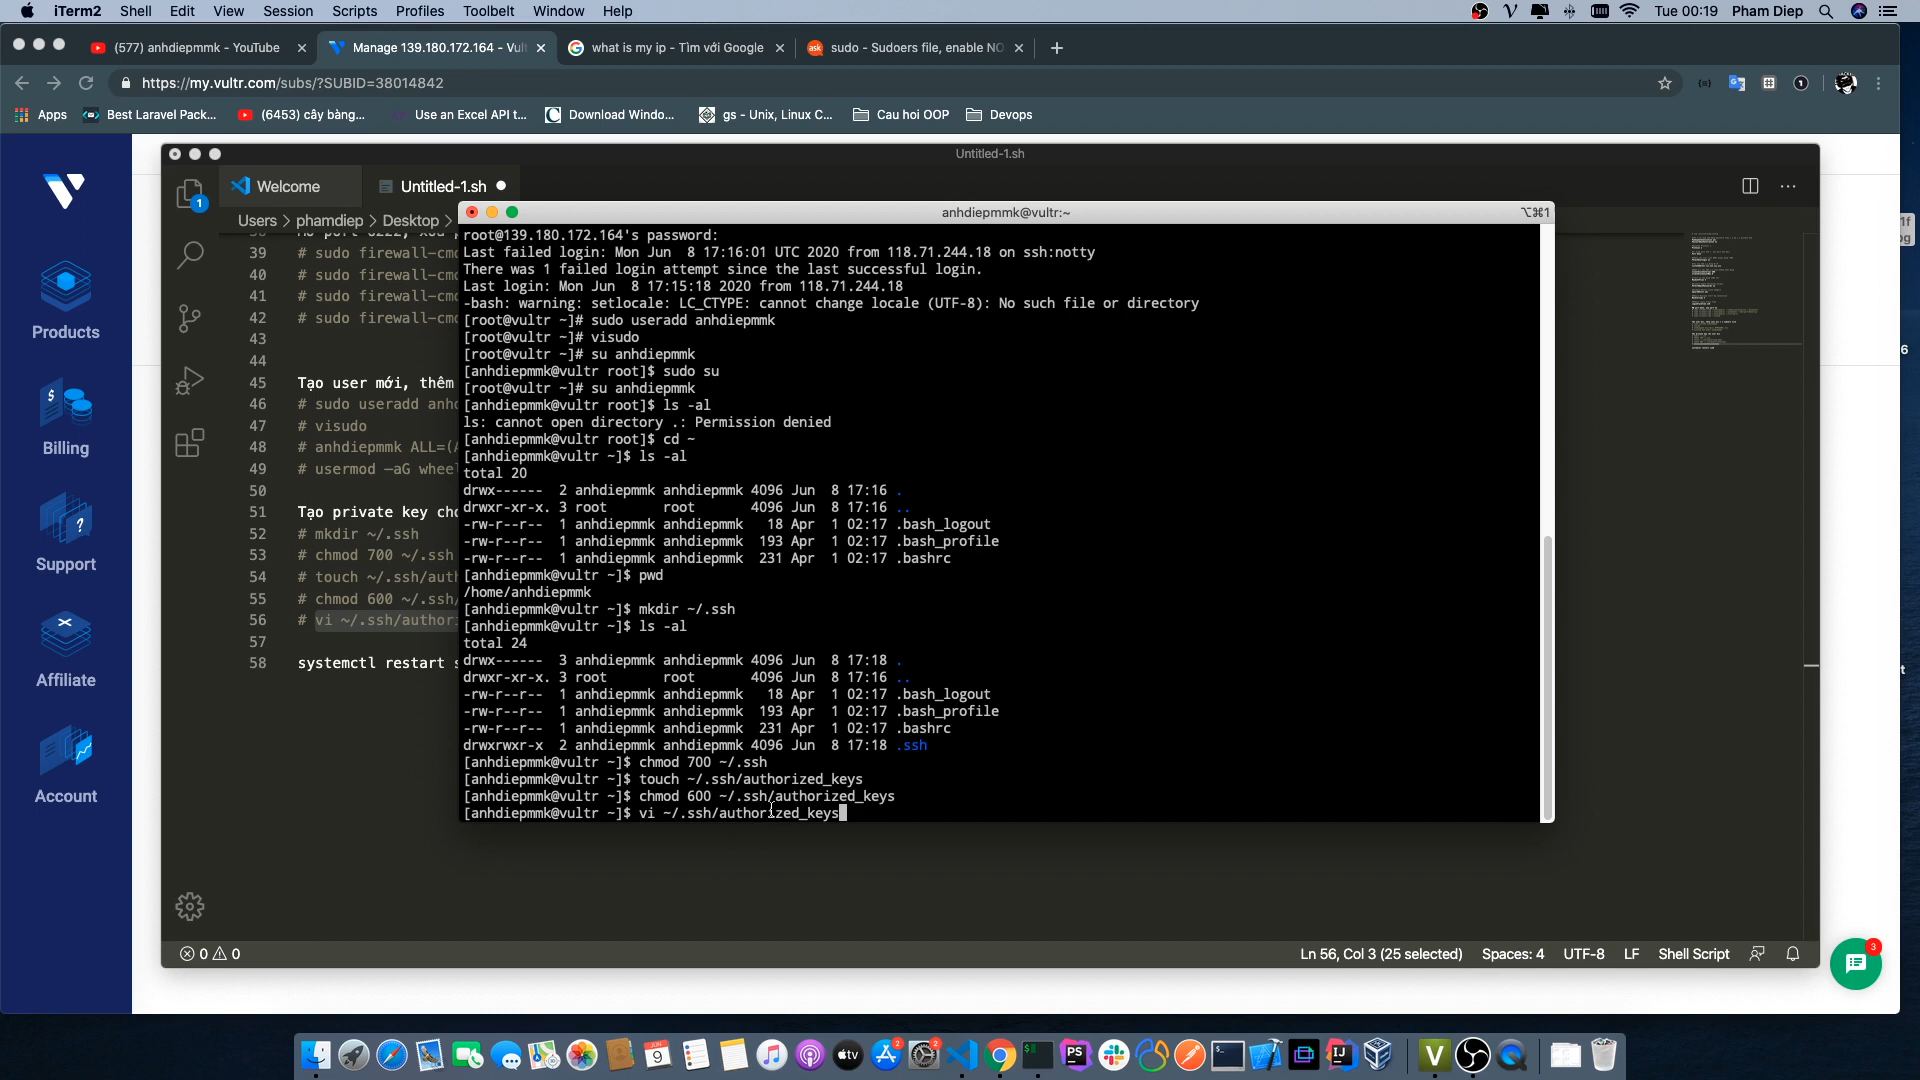 iTerm2 Shell Edit View Session Scripts Profiles Toolbelt Window Help Tue 00:19 Pham Diep
(577) anhdiepmmk - YouTube
Manage 139.180.172.164 - Vul
what is my ip - Tìm với Google
sudo - Sudoers file, enable NO
https://my.vultr.com/subs/?SUBID=38014842
Apps
Best Laravel Pack...
(6453) cây bàng...
Use an Excel API t...
Download Windo...
gs - Unix, Linux C...
Cau hoi OOP
Devops
Products
Billing
Support
Affiliate
Account
Untitled-1.sh
Welcome
Untitled-1.sh
1
Users > phamdiep > Desktop >
39 # sudo firewall-cmd
40 # sudo firewall-cmd
41 # sudo firewall-cmd
42 # sudo firewall-cmd
43
44
45 Tạo user mới, thêm
46 # sudo useradd anhd
47 # visudo
48 # anhdiepmmk ALL=(A
49 # usermod -aG wheel
50
51 Tạo private key cho
52 # mkdir ~/.ssh
53 # chmod 700 ~/.ssh
54 # touch ~/.ssh/auth
55 # chmod 600 ~/.ssh/
56 # vi ~/.ssh/authori
57
58 systemctl restart s
anhdiepmmk@vultr:~
⌥⌘1
root@139.180.172.164's password:
Last failed login: Mon Jun  8 17:16:01 UTC 2020 from 118.71.244.18 on ssh:notty
There was 1 failed login attempt since the last successful login.
Last login: Mon Jun  8 17:15:18 2020 from 118.71.244.18
-bash: warning: setlocale: LC_CTYPE: cannot change locale (UTF-8): No such file or directory
[root@vultr ~]# sudo useradd anhdiepmmk
[root@vultr ~]# visudo
[root@vultr ~]# su anhdiepmmk
[anhdiepmmk@vultr root]$ sudo su
[root@vultr ~]# su anhdiepmmk
[anhdiepmmk@vultr root]$ ls -al
ls: cannot open directory .: Permission denied
[anhdiepmmk@vultr root]$ cd ~
[anhdiepmmk@vultr ~]$ ls -al
total 20
drwx------  2 anhdiepmmk anhdiepmmk 4096 Jun  8 17:16 .
drwxr-xr-x. 3 root       root       4096 Jun  8 17:16 ..
-rw-r--r--  1 anhdiepmmk anhdiepmmk   18 Apr  1 02:17 .bash_logout
-rw-r--r--  1 anhdiepmmk anhdiepmmk  193 Apr  1 02:17 .bash_profile
-rw-r--r--  1 anhdiepmmk anhdiepmmk  231 Apr  1 02:17 .bashrc
[anhdiepmmk@vultr ~]$ pwd
/home/anhdiepmmk
[anhdiepmmk@vultr ~]$ mkdir ~/.ssh
[anhdiepmmk@vultr ~]$ ls -al
total 24
drwx------  3 anhdiepmmk anhdiepmmk 4096 Jun  8 17:18 .
drwxr-xr-x. 3 root       root       4096 Jun  8 17:16 ..
-rw-r--r--  1 anhdiepmmk anhdiepmmk   18 Apr  1 02:17 .bash_logout
-rw-r--r--  1 anhdiepmmk anhdiepmmk  193 Apr  1 02:17 .bash_profile
-rw-r--r--  1 anhdiepmmk anhdiepmmk  231 Apr  1 02:17 .bashrc
drwxrwxr-x  2 anhdiepmmk anhdiepmmk 4096 Jun  8 17:18 .ssh
[anhdiepmmk@vultr ~]$ chmod 700 ~/.ssh
[anhdiepmmk@vultr ~]$ touch ~/.ssh/authorized_keys
[anhdiepmmk@vultr ~]$ chmod 600 ~/.ssh/authorized_keys
[anhdiepmmk@vultr ~]$ vi ~/.ssh/authorized_keys
0 0
Ln 56, Col 3 (25 selected) Spaces: 4 UTF-8 LF Shell Script
3